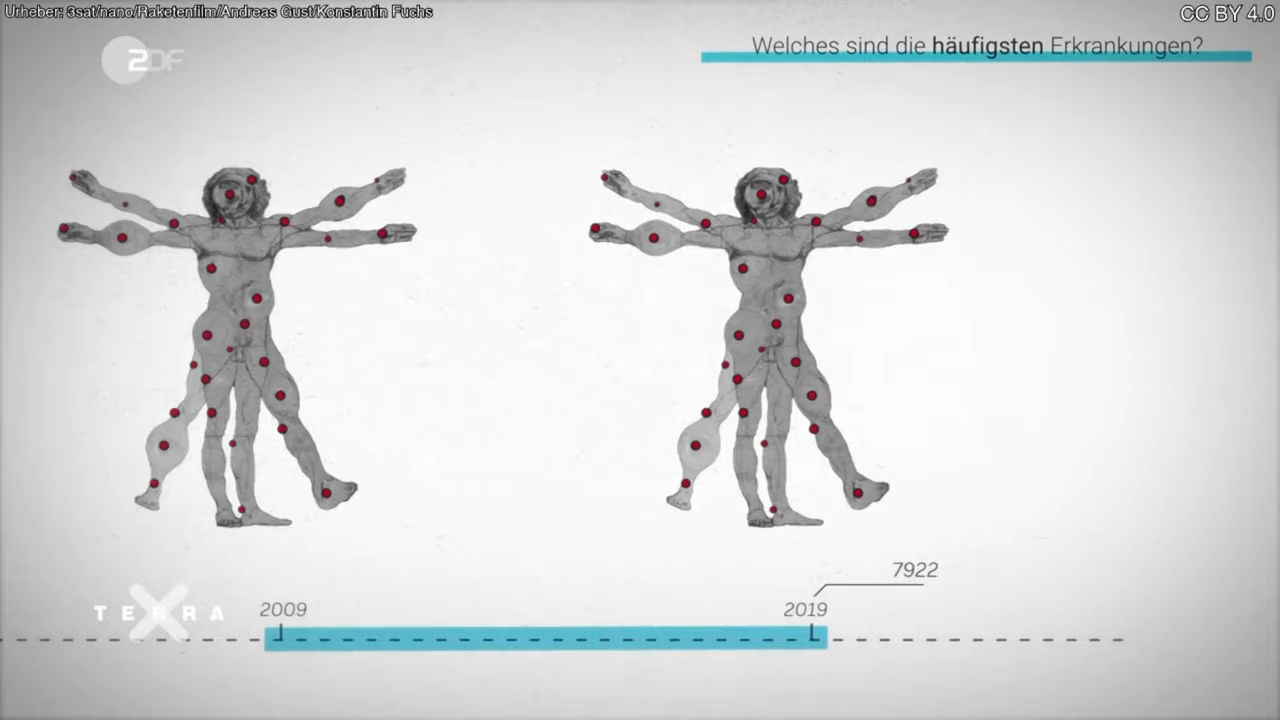 Urheber: 3sat/nano/Raketenfilm/Andreas Gust/Konstantin Fuchs
CC BY 4.0
2DF
Welches sind die häufigsten Erkrankungen?
7922
TERRA X
2009
2019